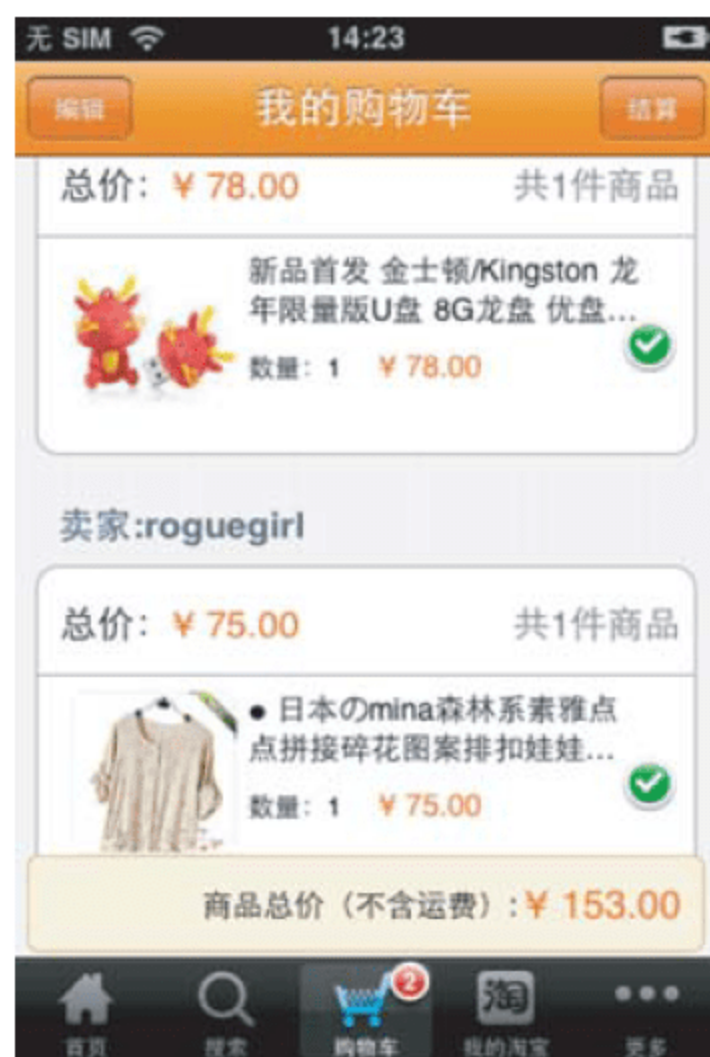 无 SIM 14:23
编辑 我的购物车 结算
总价：￥78.00 共1件商品
新品首发 金士顿/Kingston 龙
年限量版U盘 8G龙盘 优盘...
数量：1 ￥78.00
卖家:roguegirl
总价：￥75.00 共1件商品
● 日本のmina森林系素雅点
点拼接碎花图案排扣娃娃...
数量：1 ￥75.00
商品总价（不含运费）:￥153.00
2
淘
首页 搜索 购物车 我的淘宝 更多